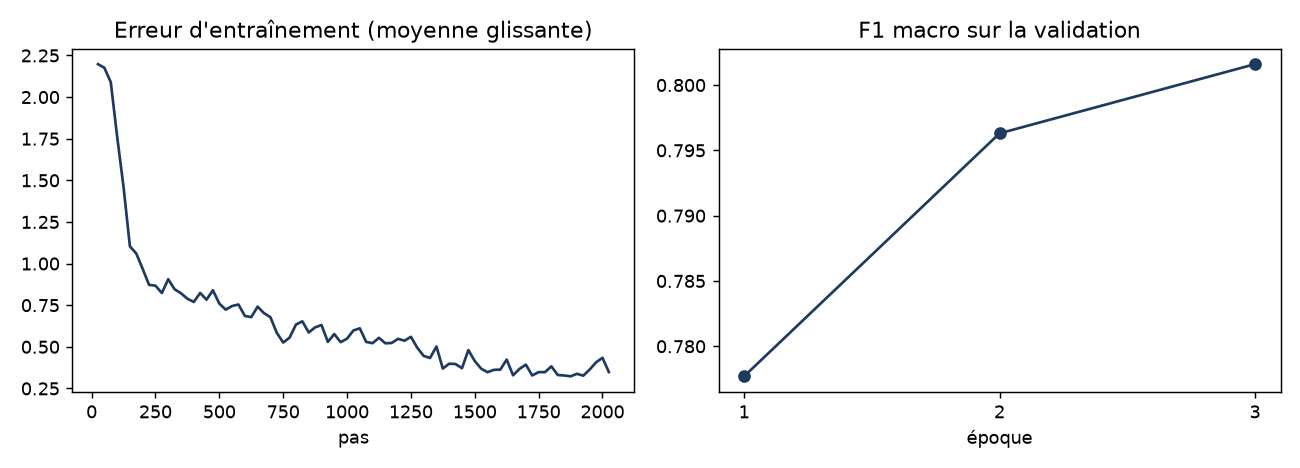 Erreur d'entraînement (moyenne glissante)
2.25
2.00
1.75
1.50
1.25
1.00
0.75
0.50
0.25
0 250 500 750 1000 1250 1500 1750 2000
pas
F1 macro sur la validation
0.800
0.795
0.790
0.785
0.780
1 2 3
époque